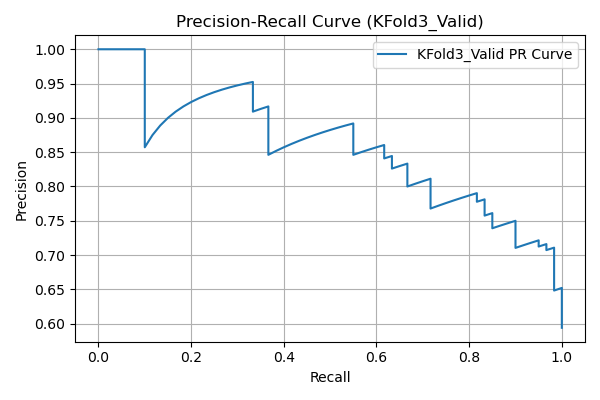 Precision-Recall Curve (KFold3_Valid)
KFold3_Valid PR Curve
Precision
1.00
0.95
0.90
0.85
0.80
0.75
0.70
0.65
0.60
0.0 0.2 0.4 0.6 0.8 1.0
Recall